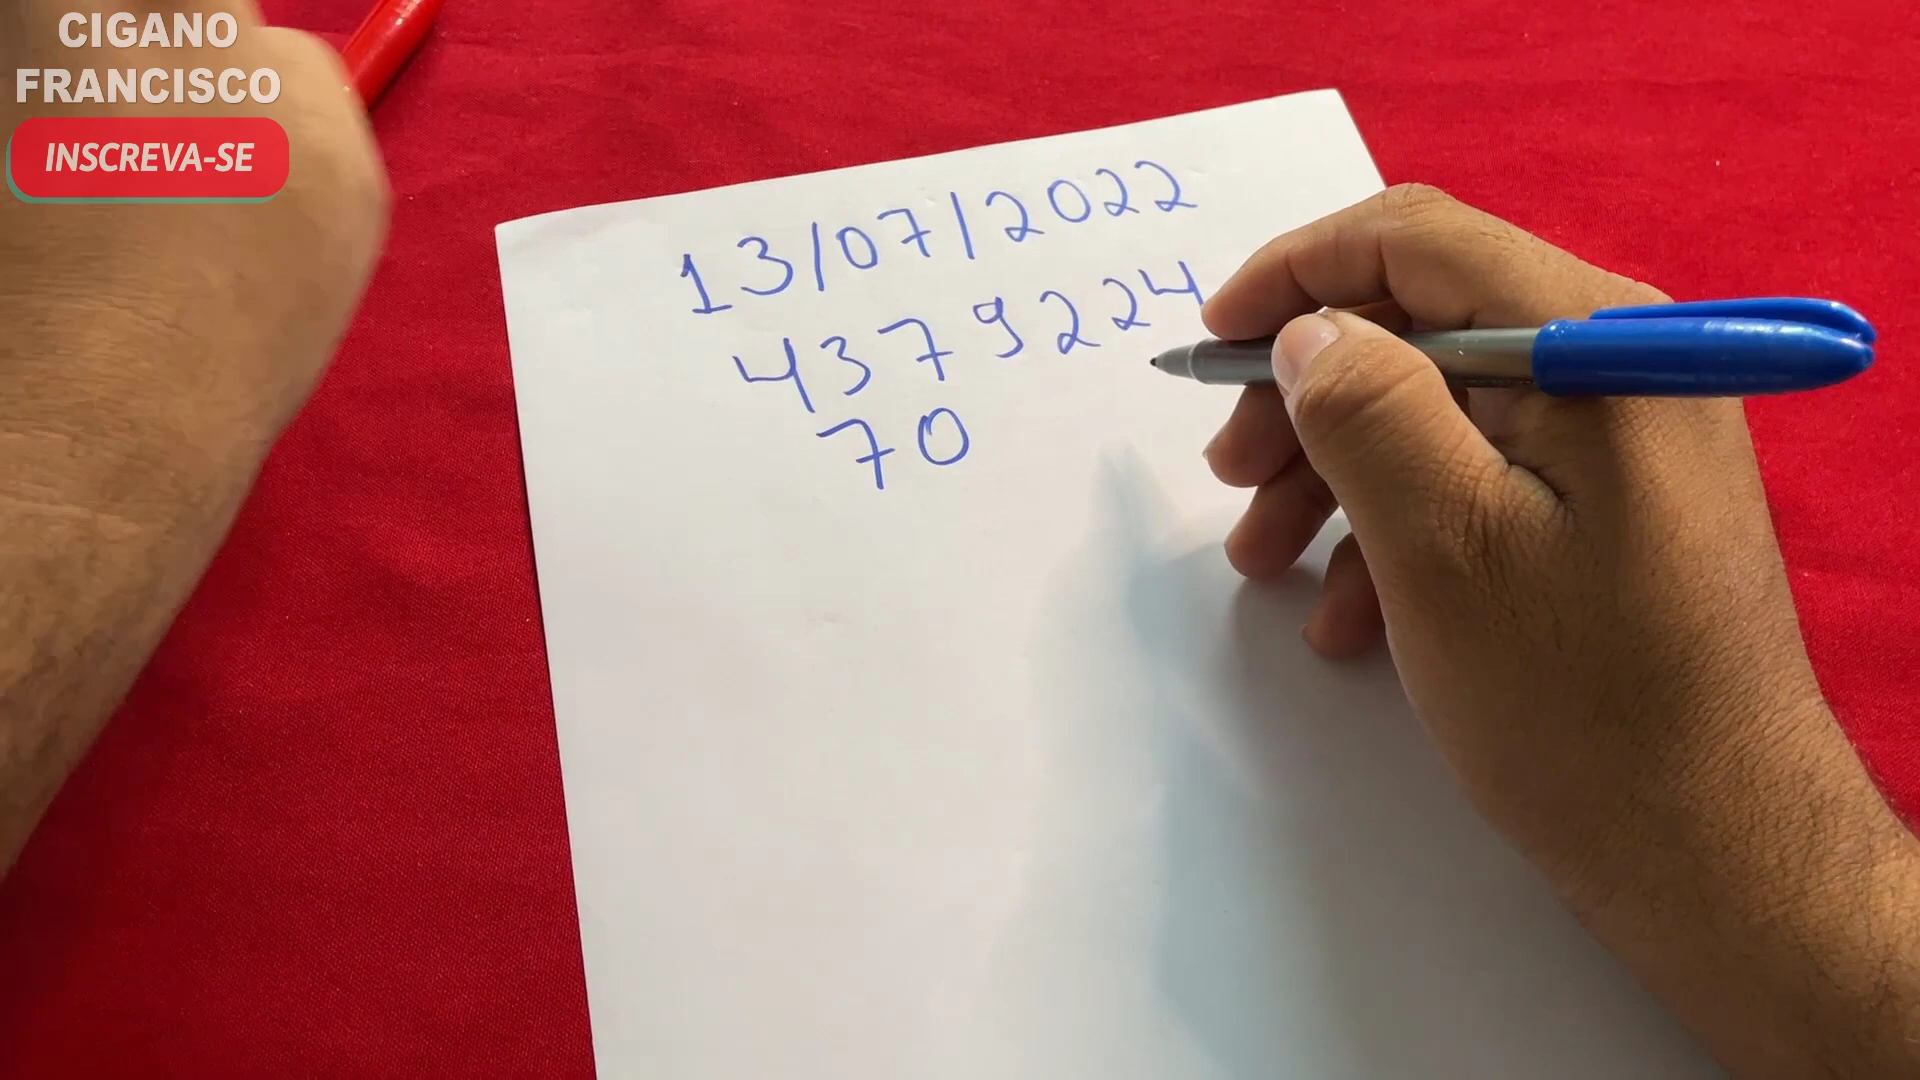 CIGANO
FRANCISCO
INSCREVA-SE
13/07/2022
4379224
70